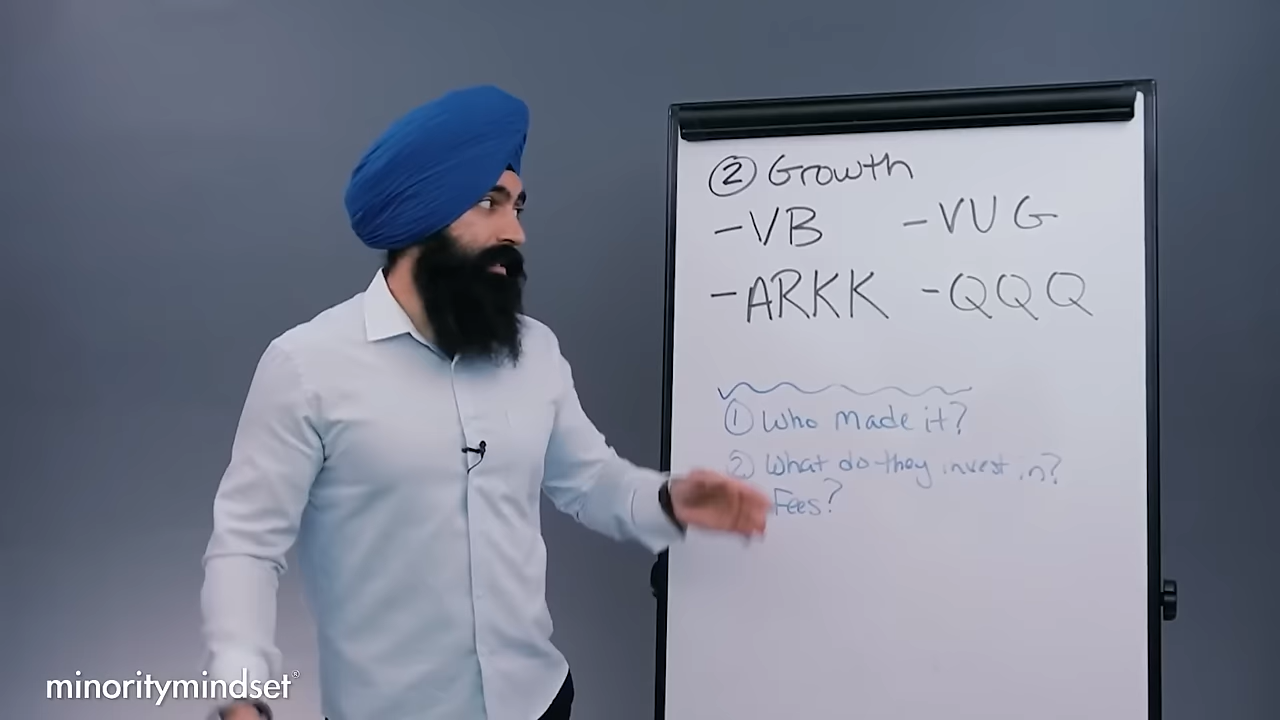 ② Growth
-VB -VUG
-ARKK -QQQ
① Who Made it?
② What do they invest in?
Fees?
minoritymindset®